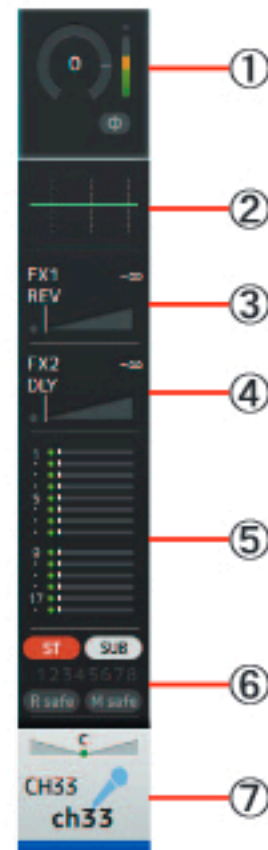 0
①
Φ
②
FX1 -∞
REV
③
FX2 -∞
DLY
④
1
5
9
17
⑤
ST SUB
12345678
⑥
R safe M safe
C
CH33
⑦
ch33